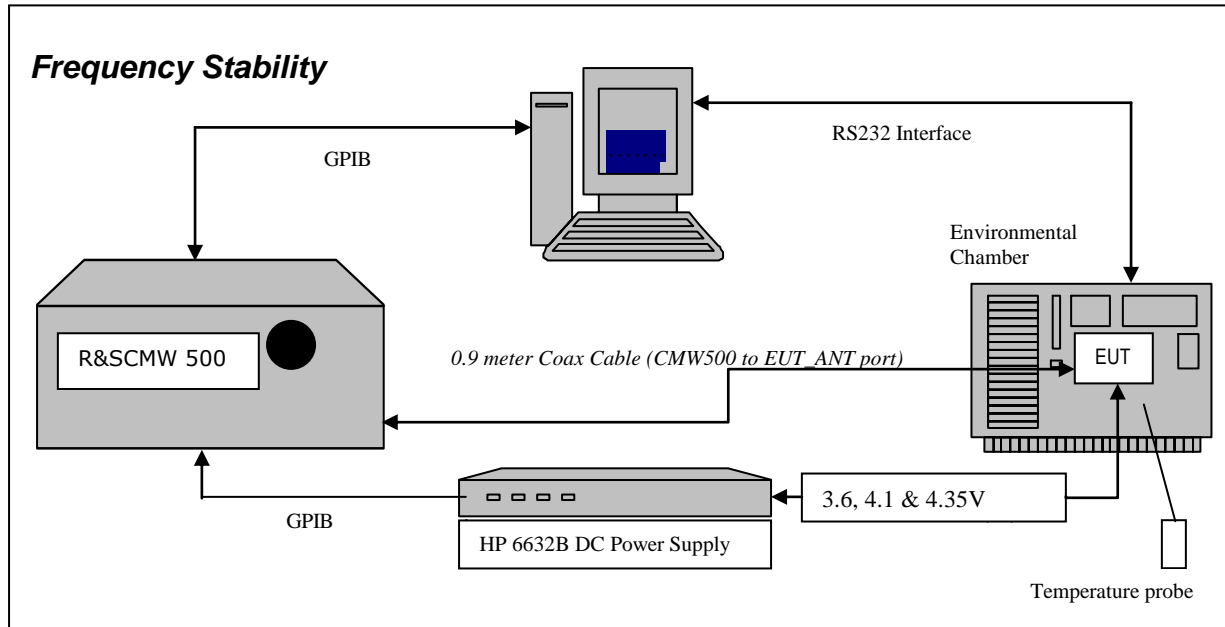 Frequency Stability
GPIB
RS232 Interface
Environmental
Chamber
R&SCMW 500
0.9 meter Coax Cable (CMW500 to EUT_ANT port)
EUT
GPIB
3.6, 4.1 & 4.35V
HP 6632B DC Power Supply
Temperature probe